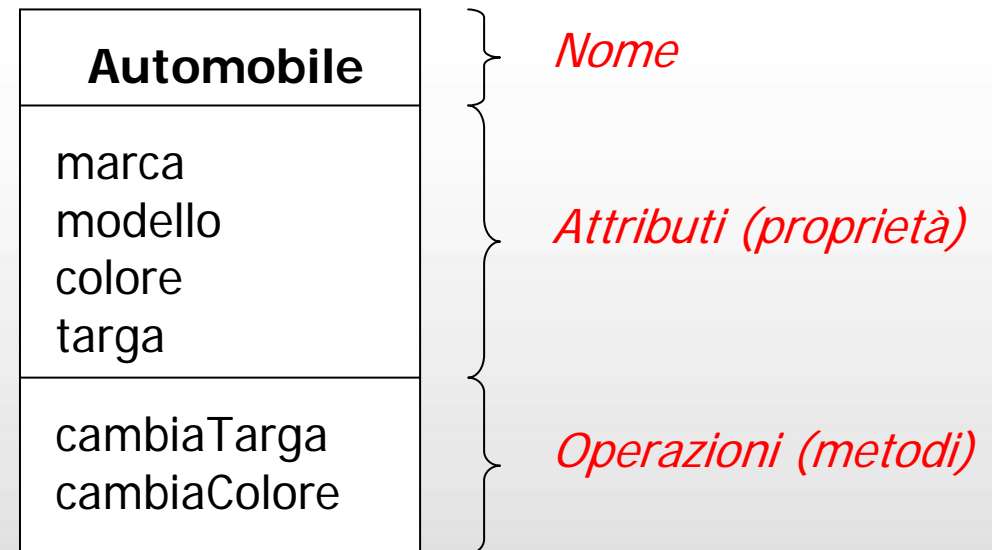 Automobile
Nome
marca
modello
colore
targa
Attributi (proprietà)
cambiaTarga
cambiaColore
Operazioni (metodi)